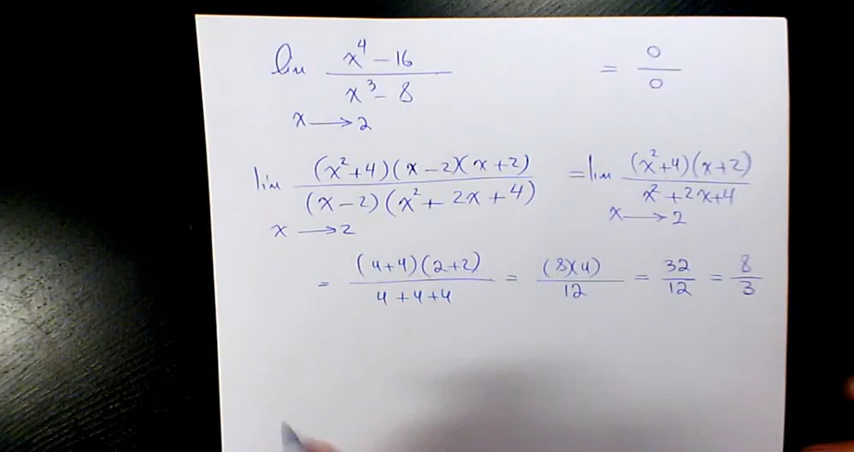 lim x⁴ - 16 / x³ - 8 = 0 / 0
x → 2
lim (x² + 4)(x - 2)(x + 2) / (x - 2)(x² + 2x + 4) = lim (x² + 4)(x + 2) / x² + 2x + 4
x → 2 x → 2
= (4 + 4)(2 + 2) / 4 + 4 + 4 = (8)(4) / 12 = 32 / 12 = 8 / 3